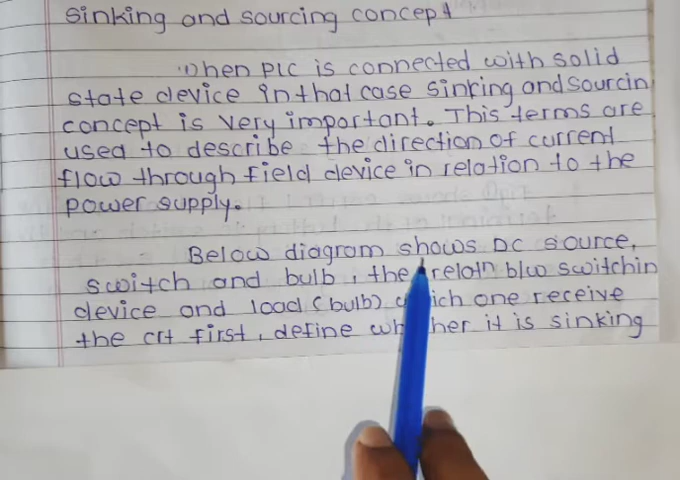 sinking and sourcing concept
When PLC is connected with solid
state device in that case sinking and sourcin
concept is very important. This terms are
used to describe the direction of current
flow through field device in relation to the
power supply.
Below diagram shows DC source,
switch and bulb, the relatn b/w switchin
device and load (bulb) which one receive
the crt first, define whether it is sinking